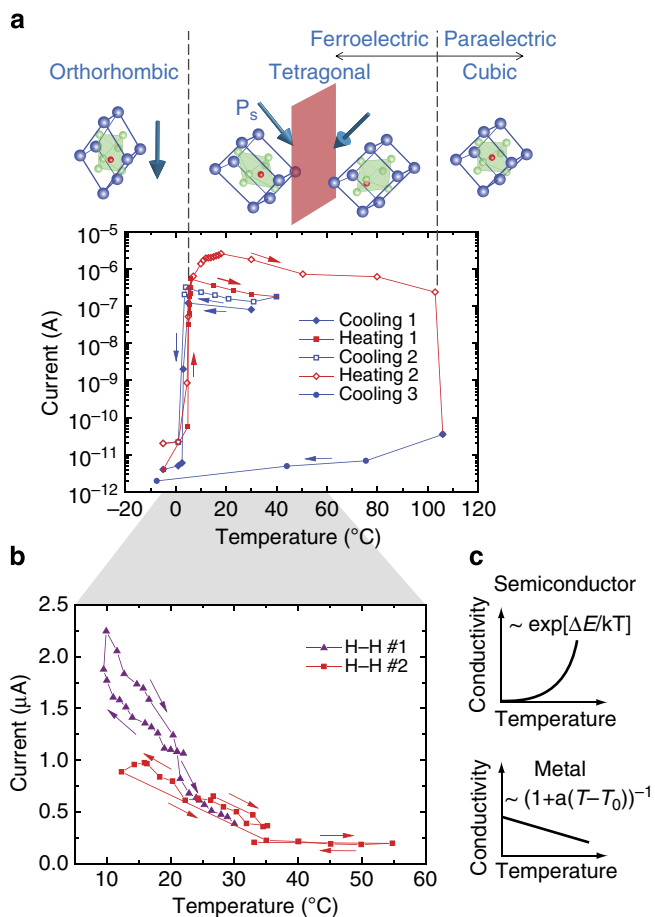 a
Ferroelectric Paraelectric
Orthorhombic Tetragonal Cubic
Ps
10−5
10−6
10−7
10−8
10−9
10−10
10−11
10−12
Current (A)
Cooling 1
Heating 1
Cooling 2
Heating 2
Cooling 3
−20 0 20 40 60 80 100 120
Temperature (°C)
b
2.5
2.0
1.5
1.0
0.5
0.0
Current (μA)
H–H #1
H–H #2
10 20 30 40 50 60
Temperature (°C)
c
Semiconductor
Conductivity
~ exp[ΔE/kT]
Temperature
Metal
Conductivity
~ (1+a(T–T0))−1
Temperature